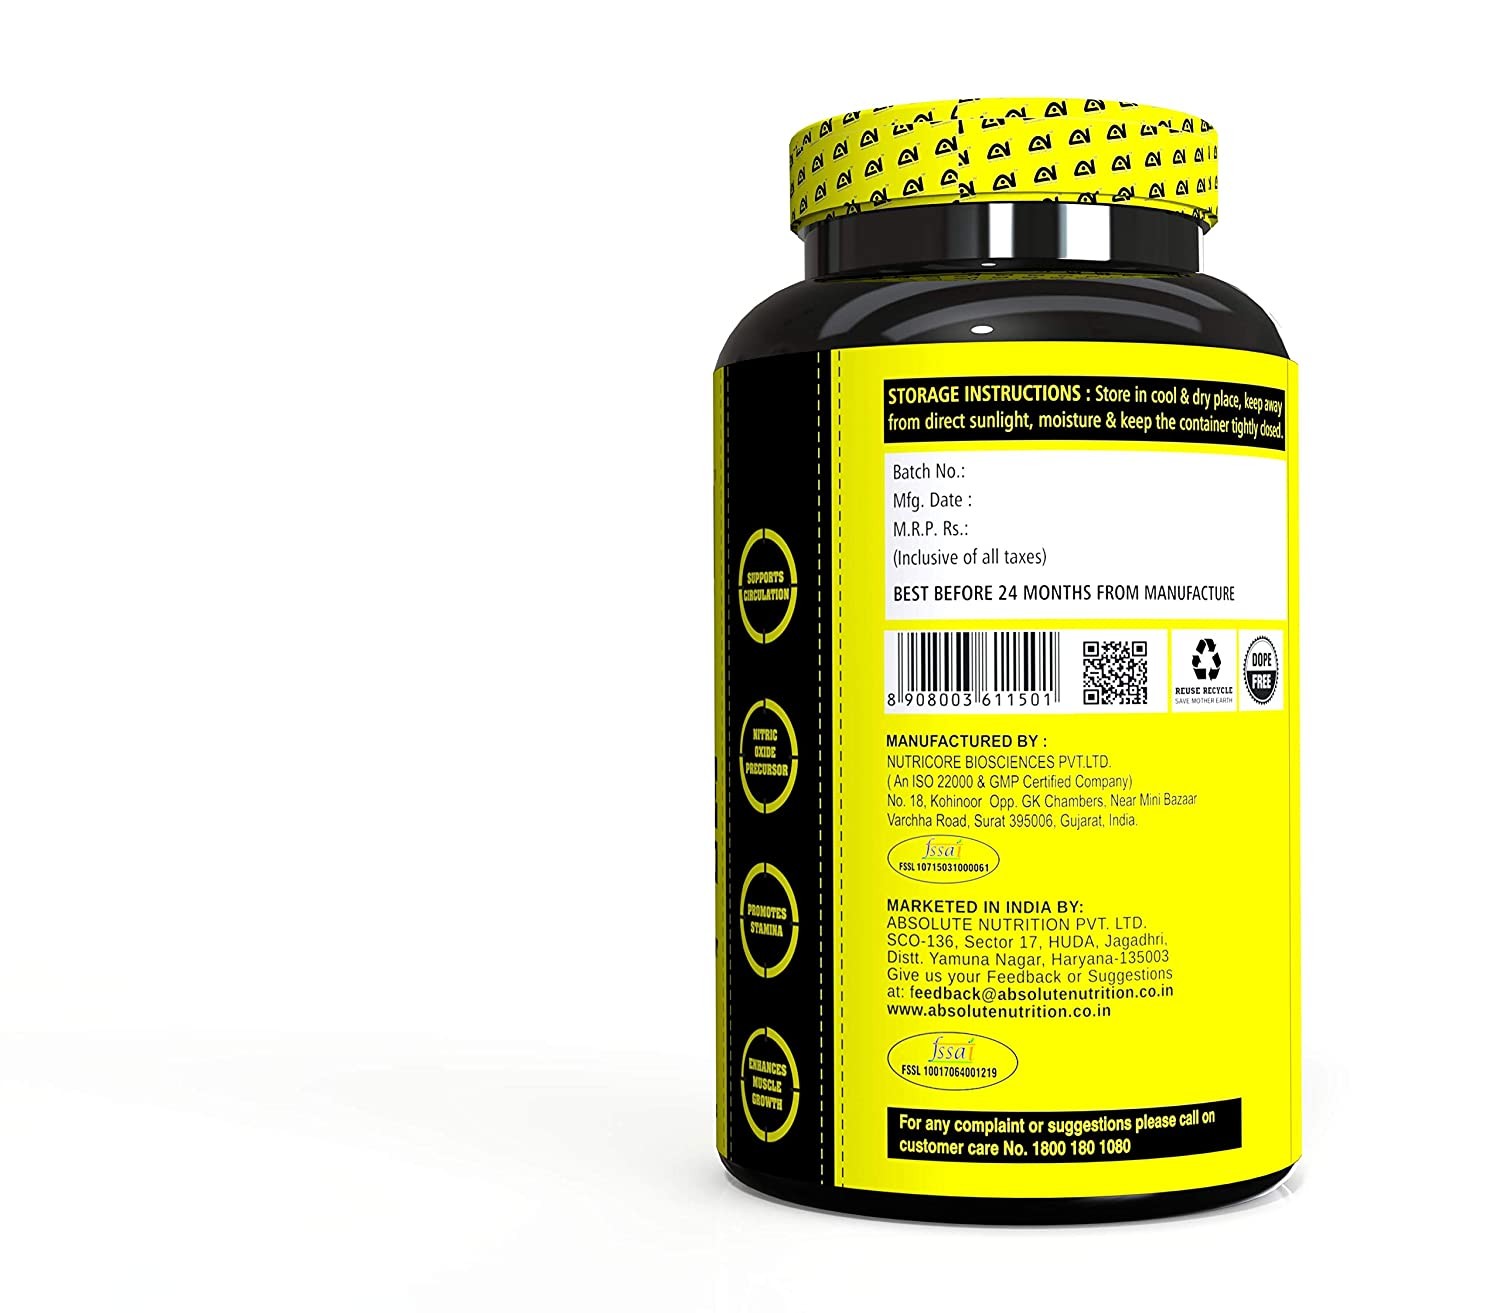 STORAGE INSTRUCTIONS : Store in cool & dry place, keep away
from direct sunlight, moisture & keep the container tightly closed.
Batch No.:
Mfg. Date :
M.R.P. Rs.:
(Inclusive of all taxes)
BEST BEFORE 24 MONTHS FROM MANUFACTURE
8 908003 611501
REUSE RECYCLE
SAVE MOTHER EARTH
DOPE
FREE
MANUFACTURED BY :
NUTRICORE BIOSCIENCES PVT.LTD.
( An ISO 22000 & GMP Certified Company)
No. 18, Kohinoor Opp. GK Chambers, Near Mini Bazaar
Varchha Road, Surat 395006, Gujarat, India.
fssai
FSSL 10715031000061
MARKETED IN INDIA BY:
ABSOLUTE NUTRITION PVT. LTD.
SCO-136, Sector 17, HUDA, Jagadhri,
Distt. Yamuna Nagar, Haryana-135003
Give us your Feedback or Suggestions
at: feedback@absolutenutrition.co.in
www.absolutenutrition.co.in
fssai
FSSL 10017064001219
For any complaint or suggestions please call on
customer care No. 1800 180 1080
SUPPORTS
CIRCULATION
NITRIC
OXIDE
PRECURSOR
PROMOTES
STAMINA
ENHANCES
MUSCLE
GROWTH